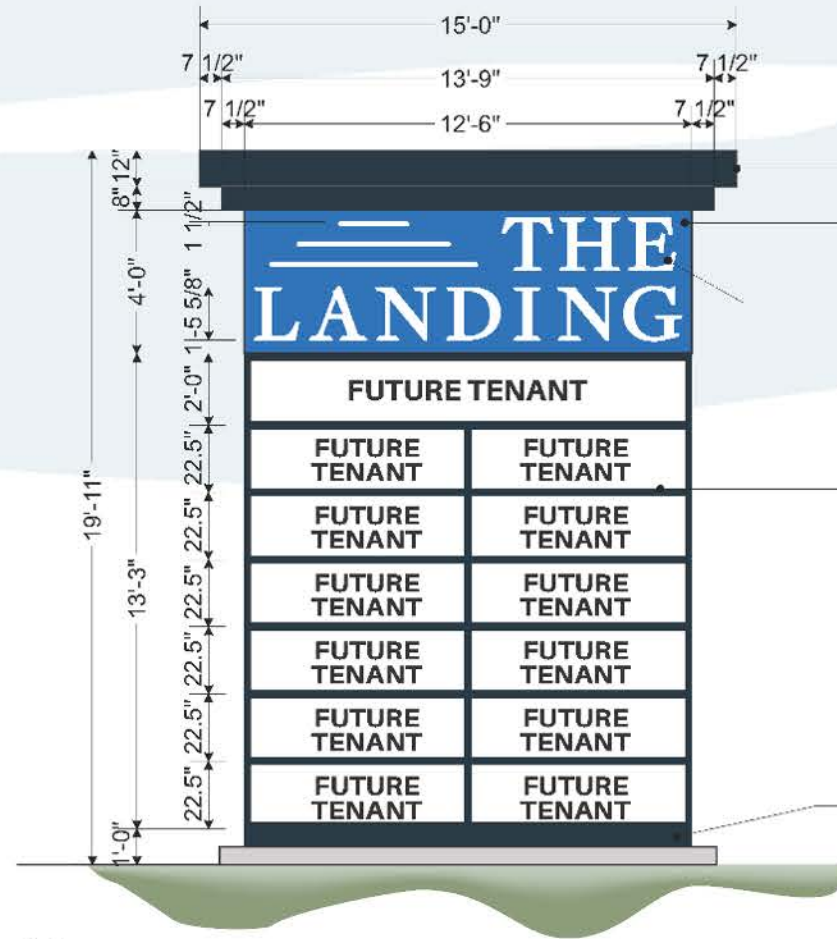 15'-0"
7 1/2" 13'-9" 7 1/2"
7 1/2" 12'-6" 7 1/2"
12"
8"
1 1/2"
4'-0"
1'-5 5/8"
THE
LANDING
2'-0"
FUTURE TENANT
22.5"
FUTURE FUTURE
TENANT TENANT
22.5"
FUTURE FUTURE
TENANT TENANT
19'-11"
13'-3"
22.5"
FUTURE FUTURE
TENANT TENANT
22.5"
FUTURE FUTURE
TENANT TENANT
22.5"
FUTURE FUTURE
TENANT TENANT
22.5"
FUTURE FUTURE
TENANT TENANT
1'-0"